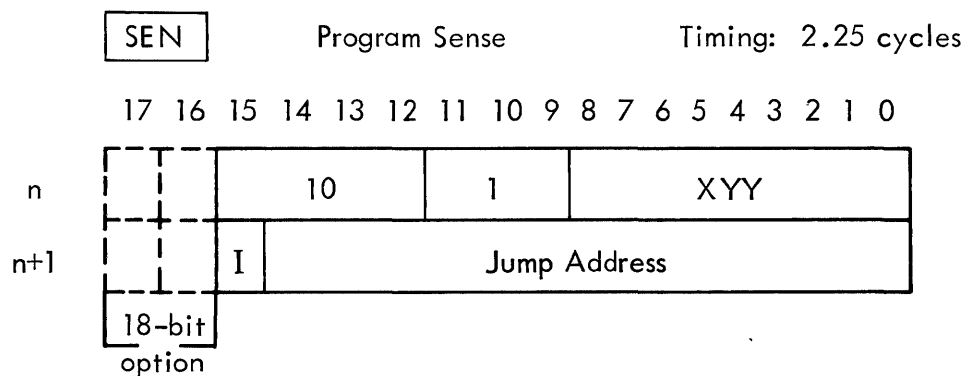 SEN Program Sense Timing: 2.25 cycles
17 16 15 14 13 12 11 10 9 8 7 6 5 4 3 2 1 0
n 10 1 XYY
n+1 I Jump Address
18-bit
option